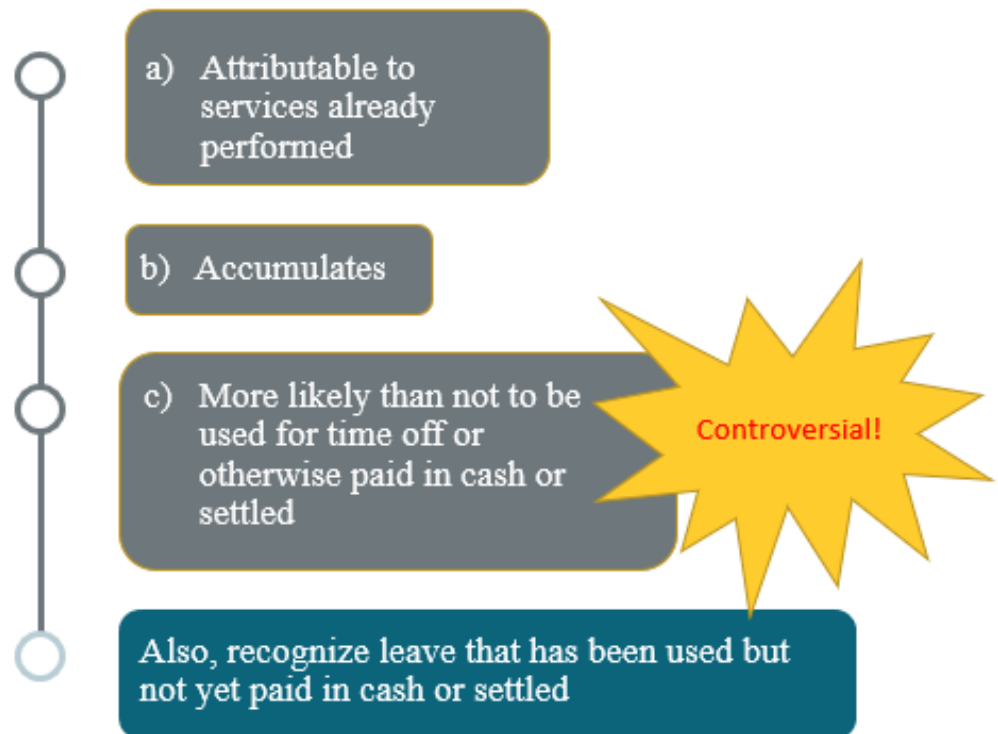 a) Attributable to
services already
performed
b) Accumulates
c) More likely than not to be
used for time off or
otherwise paid in cash or
settled
Controversial!
Also, recognize leave that has been used but
not yet paid in cash or settled